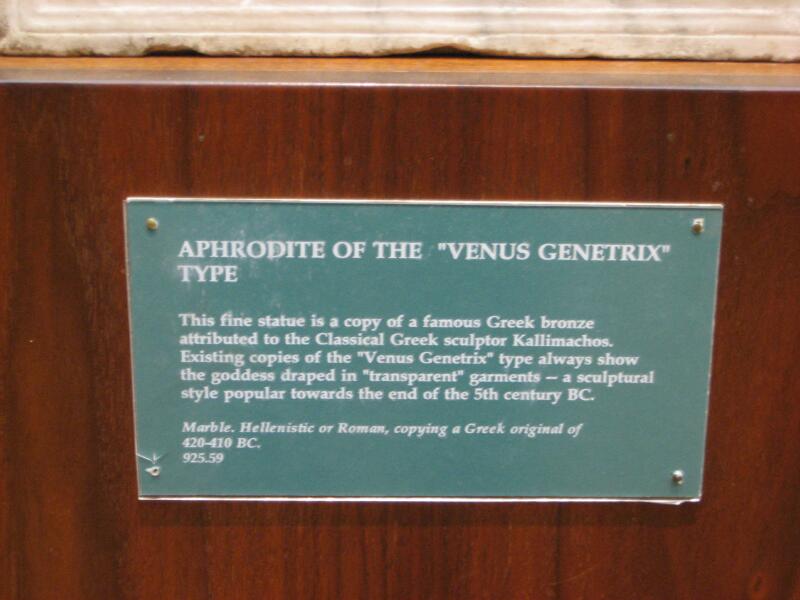 APHRODITE OF THE "VENUS GENETRIX"
TYPE
This fine statue is a copy of a famous Greek bronze
attributed to the Classical Greek sculptor Kallimachos.
Existing copies of the "Venus Genetrix" type always show
the goddess draped in "transparent" garments – a sculptural
style popular towards the end of the 5th century BC.
Marble. Hellenistic or Roman, copying a Greek original of
420-410 BC.
925.59